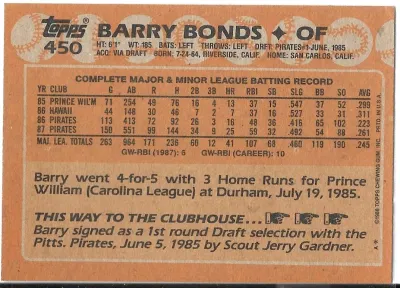 Topps
450
BARRY BONDS ✦ OF
HT: 6'1" WT: 185 BATS: LEFT THROWS: LEFT DRFT: PIRATES #1-JUNE, 1985
ACQ: VIA DRAFT BORN: 7-24-64, RIVERSIDE, CALIF. HOME: SAN CARLOS, CALIF.
COMPLETE MAJOR & MINOR LEAGUE BATTING RECORD
YR CLUB G AB R H 2B 3B HR RBI SB SLG BB SO AVG
85 PRINCE WIL'M 71 254 49 76 16 4 13 37 15 .547 37 52 .299
86 HAWAII 44 148 30 46 7 2 7 37 16 .527 33 31 .311
86 PIRATES 113 413 72 92 26 3 16 48 36 .416 65 102 .223
87 PIRATES 150 551 99 144 34 9 25 59 32 .492 54 88 .261
MAJ. LEA. TOTALS 263 964 171 236 60 12 41 107 68 .460 119 190 .245
GW-RBI (1987): 5 GW-RBI (CAREER): 10
Barry went 4-for-5 with 3 Home Runs for Prince
William (Carolina League) at Durham, July 19, 1985.
THIS WAY TO THE CLUBHOUSE...
Barry signed as a 1st round Draft selection with the
Pitts. Pirates, June 5, 1985 by Scout Jerry Gardner.
©1988 TOPPS CHEWING GUM, INC. PRTD. IN U.S.A.